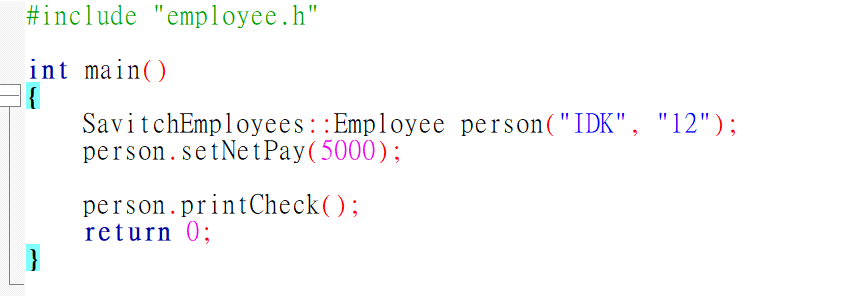 #include "employee.h"
int main()
{
SavitchEmployees::Employee person("IDK", "12");
person.setNetPay(5000);
person.printCheck();
return 0;
}